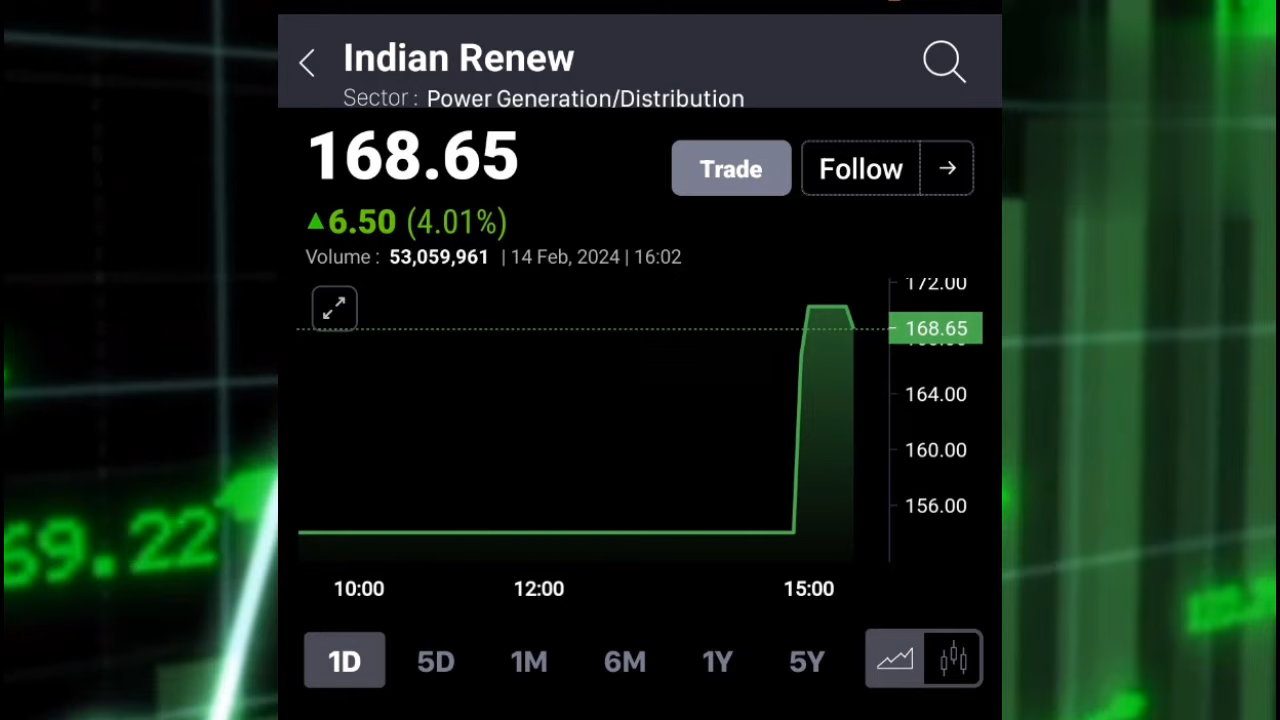 Indian Renew
Sector : Power Generation/Distribution
168.65
Trade
Follow
▲6.50 (4.01%)
Volume : 53,059,961 | 14 Feb, 2024 | 16:02
172.00
168.65
164.00
160.00
156.00
10:00 12:00 15:00
1D 5D 1M 6M 1Y 5Y
69.22